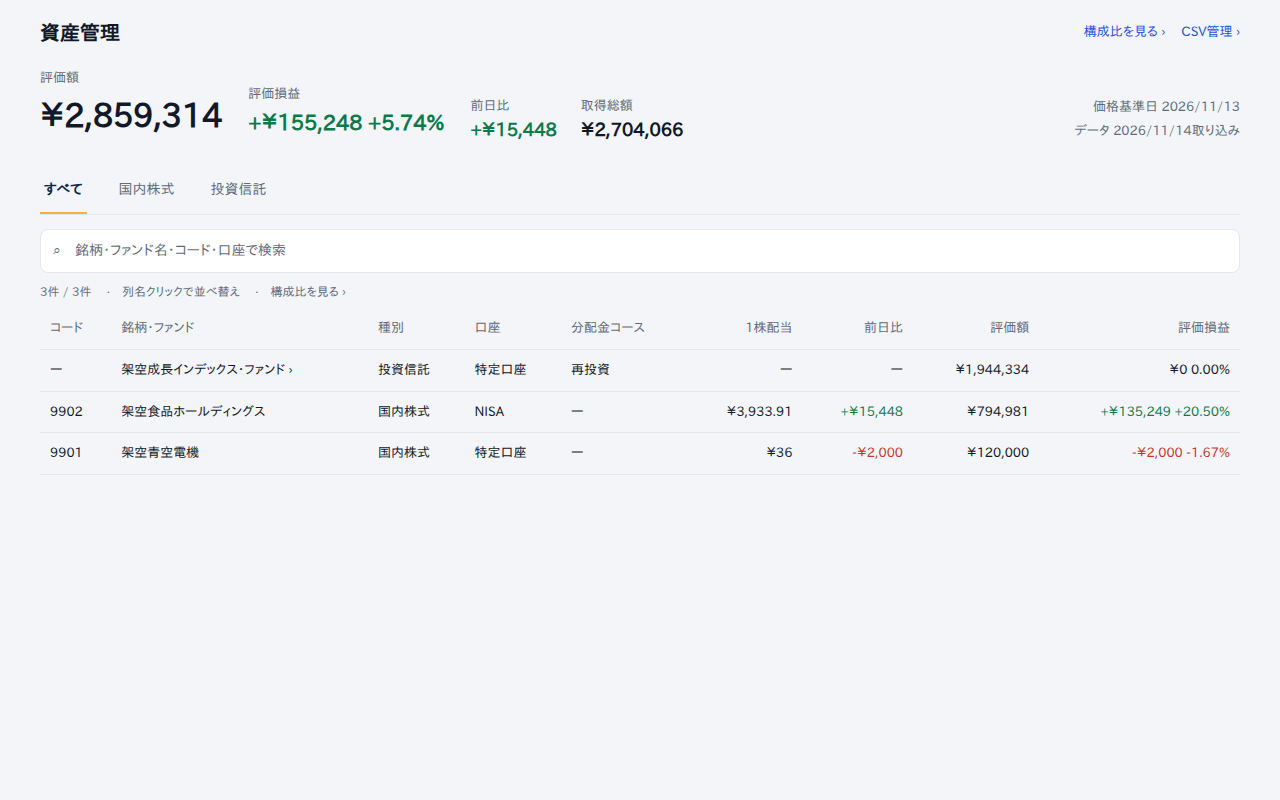 資産管理
構成比を見る › CSV管理 ›
評価額
¥2,859,314
評価損益
+¥155,248 +5.74%
前日比
+¥15,448
取得総額
¥2,704,066
価格基準日 2026/11/13
データ 2026/11/14取り込み
すべて 国内株式 投資信託
銘柄・ファンド名・コード・口座で検索
3件 / 3件 · 列名クリックで並べ替え · 構成比を見る ›
コード 銘柄・ファンド 種別 口座 分配金コース 1株配当 前日比 評価額 評価損益
— 架空成長インデックス・ファンド › 投資信託 特定口座 再投資 — — ¥1,944,334 ¥0 0.00%
9902 架空食品ホールディングス 国内株式 NISA — ¥3,933.91 +¥15,448 ¥794,981 +¥135,249 +20.50%
9901 架空青空電機 国内株式 特定口座 — ¥36 -¥2,000 ¥120,000 -¥2,000 -1.67%